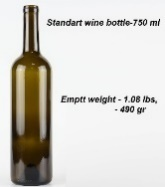 Standart wine bottle-750 ml
Emptt weight - 1.08 lbs,
- 490 gr